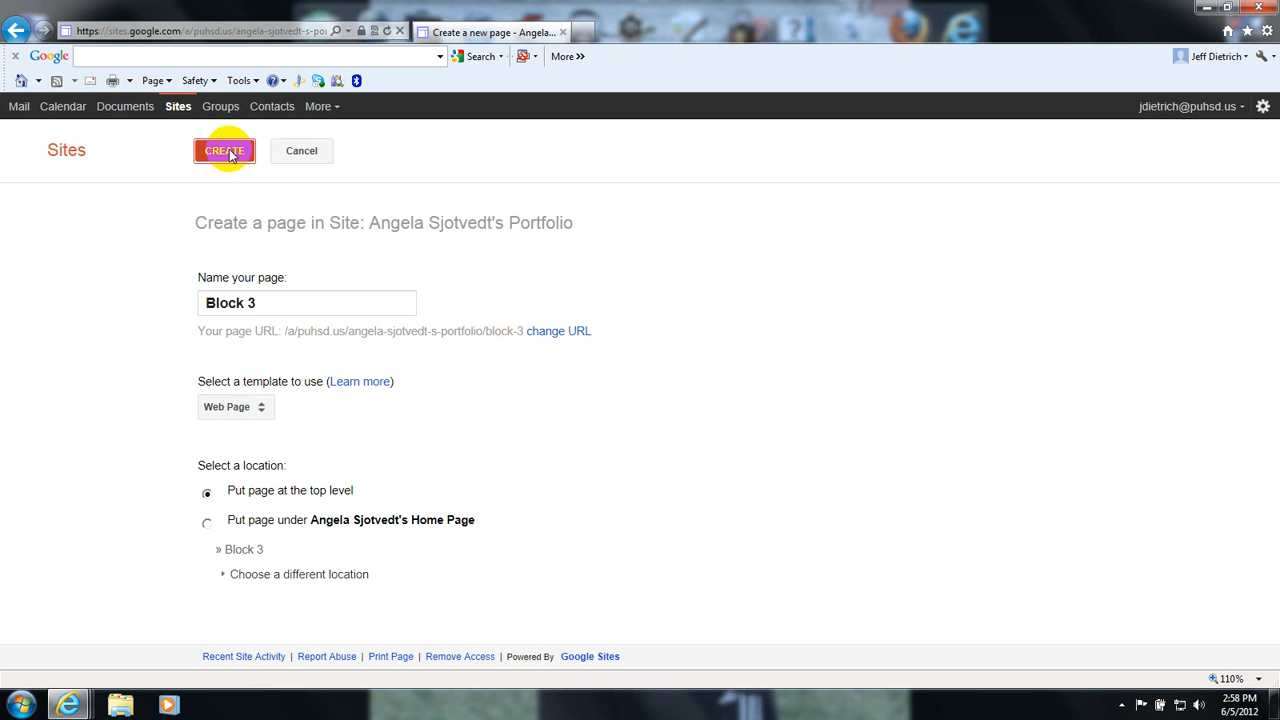 https://sites.google.com/a/puhsd.us/angela-sjotvedt-s-por
Create a new page - Angela...
Google
Search
More »
Jeff Dietrich
Page
Safety
Tools
Mail
Calendar
Documents
Sites
Groups
Contacts
More
jdietrich@puhsd.us
Sites
CREATE
Cancel
Create a page in Site: Angela Sjotvedt's Portfolio
Name your page:
Block 3
Your page URL: /a/puhsd.us/angela-sjotvedt-s-portfolio/block-3 change URL
Select a template to use (Learn more)
Web Page
Select a location:
Put page at the top level
Put page under Angela Sjotvedt's Home Page
» Block 3
Choose a different location
Recent Site Activity | Report Abuse | Print Page | Remove Access | Powered By Google Sites
110%
2:58 PM
6/5/2012